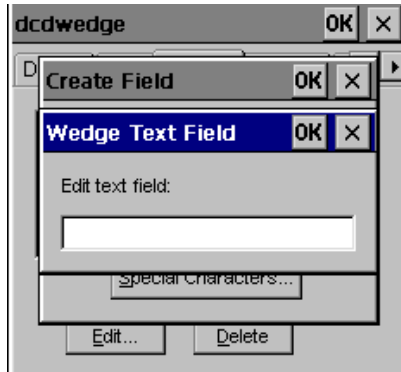 dcdwedge OK ×
D
Create Field OK ×
Wedge Text Field OK ×
Edit text field:
Special Characters...
Edit... Delete